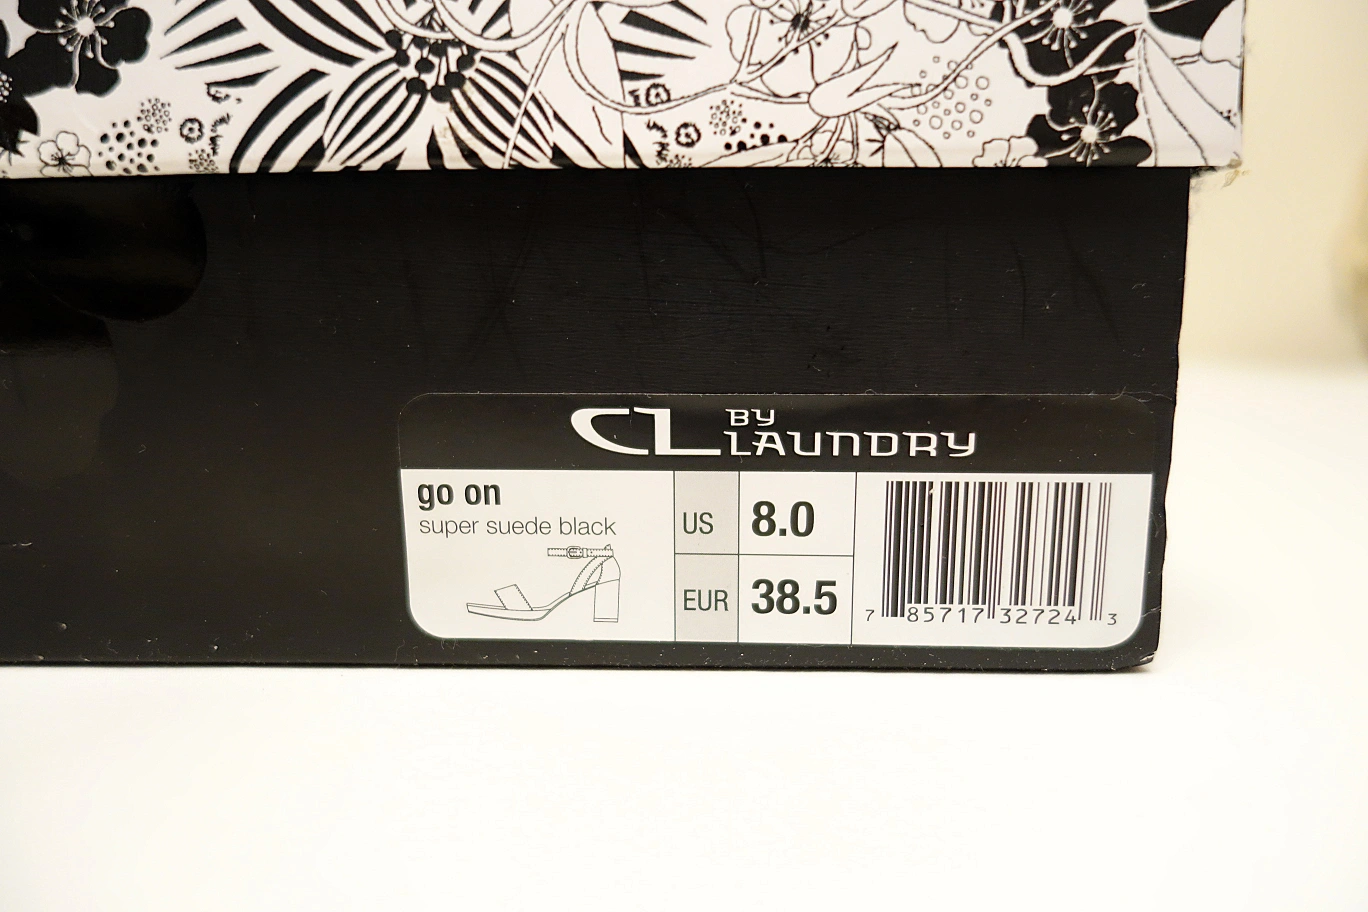 CL BY
LAUNDRY
go on
super suede black
US 8.0
EUR 38.5
7 85717 32724 3